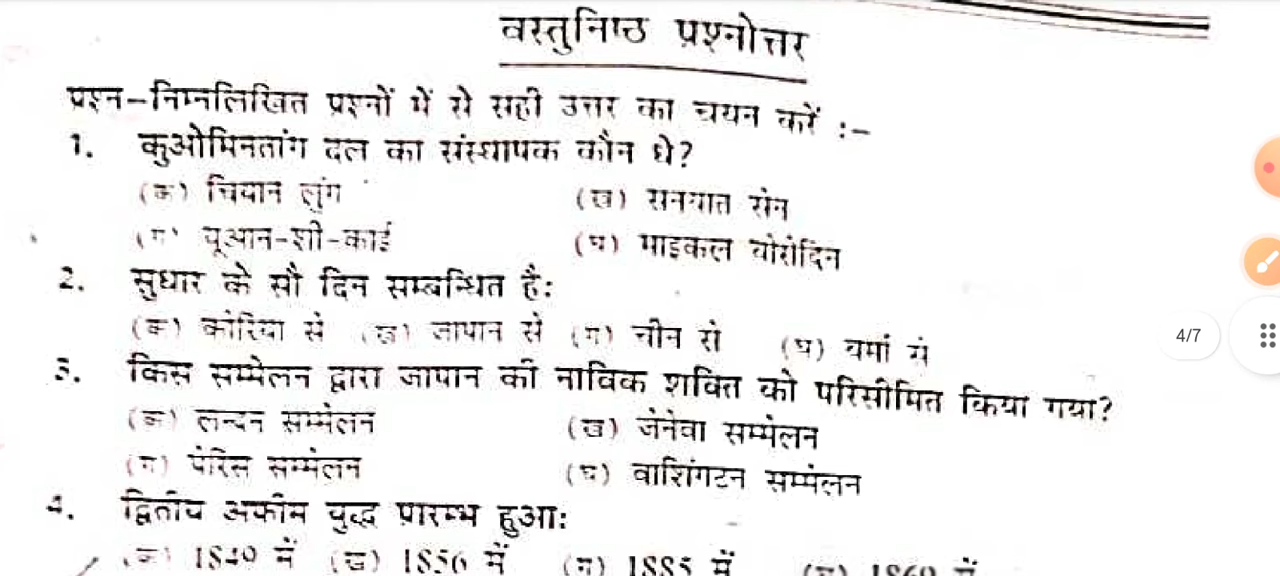 वस्तुनिष्ठ प्रश्नोत्तर
प्रश्न-निम्नलिखित प्रश्नों में से सही उत्तर का चयन करें :-
1. कुओमिनतांग दल का संस्थापक कौन थे?
(क) चियान लुंग (ख) सनयात सेन
(ग) यूआन-शी-काई (घ) माइकल बोरोदिन
2. सुधार के सौ दिन सम्बन्धित है:
(क) कोरिया से (ख) जापान से (ग) चीन से (घ) बर्मा से
3. किस सम्मेलन द्वारा जापान की नाविक शक्ति को परिसीमित किया गया?
(क) लन्दन सम्मेलन (ख) जेनेवा सम्मेलन
(ग) पेरिस सम्मेलन (घ) वाशिंगटन सम्मेलन
4/7
4. द्वितीय अफीम युद्ध प्रारम्भ हुआ:
(क) 1840 में (ख) 1856 में (ग) 1885 में